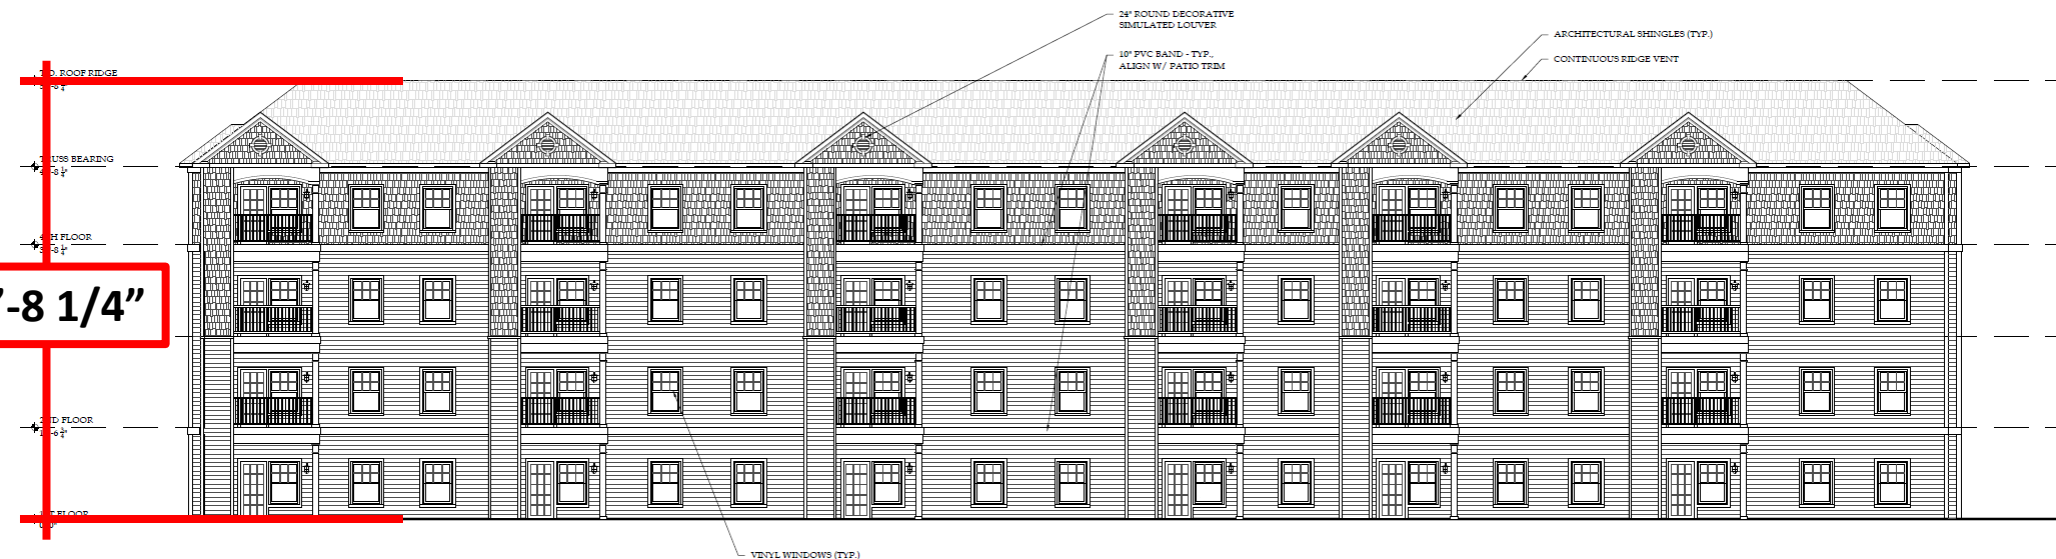 24" ROUND DECORATIVE
SIMULATED LOUVER
ARCHITECTURAL SHINGLES (TYP.)
10" PVC BAND - TYP.,
ALIGN W/ PATIO TRIM
CONTINUOUS RIDGE VENT
ROOF RIDGE
BEARING
FLOOR
-8 1/4”
FLOOR
FLOOR
VINYL WINDOWS (TYP.)